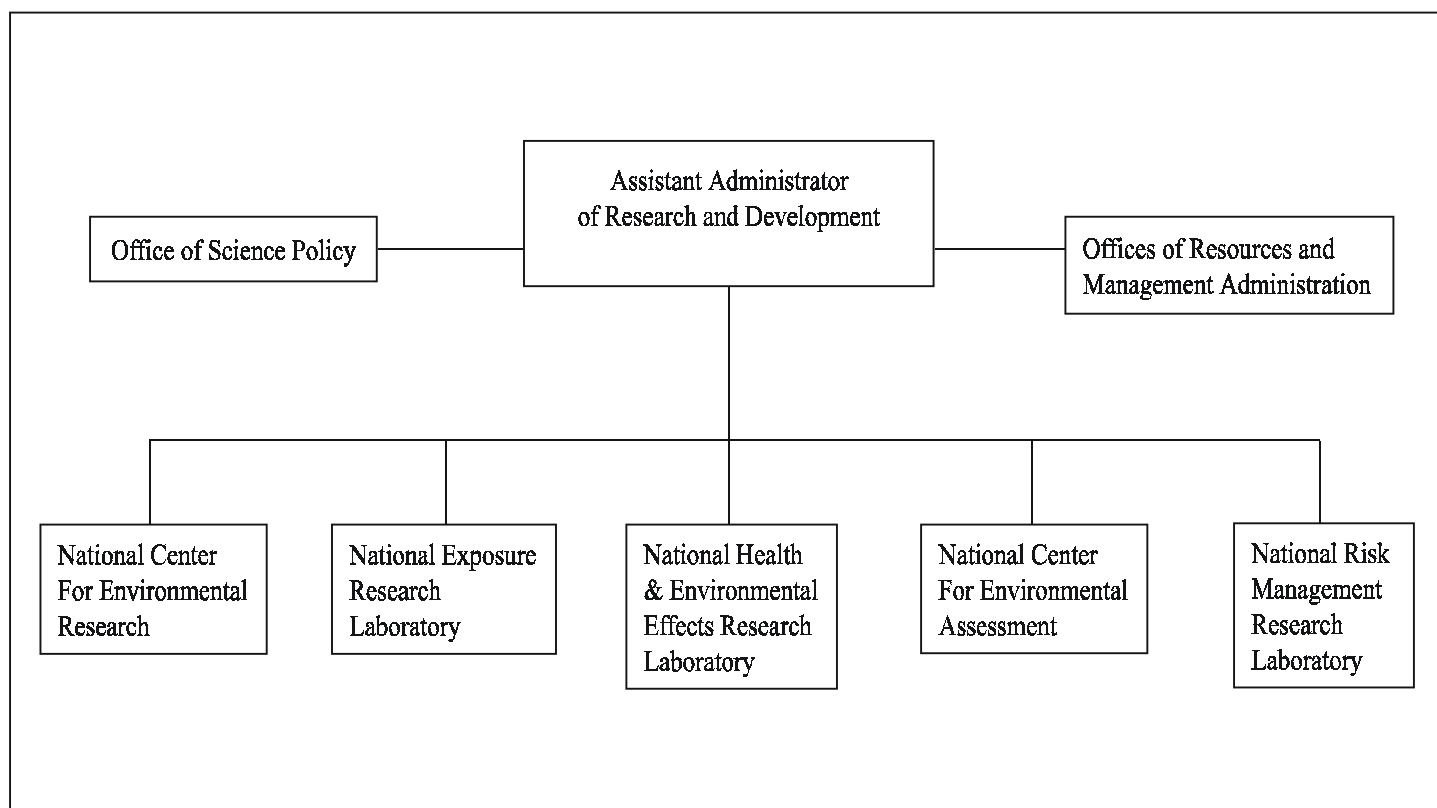 Assistant Administrator
of Research and Development
Office of Science Policy
Offices of Resources and
Management Administration
National Center
For Environmental
Research
National Exposure
Research
Laboratory
National Health
& Environmental
Effects Research
Laboratory
National Center
For Environmental
Assessment
National Risk
Management
Research
Laboratory